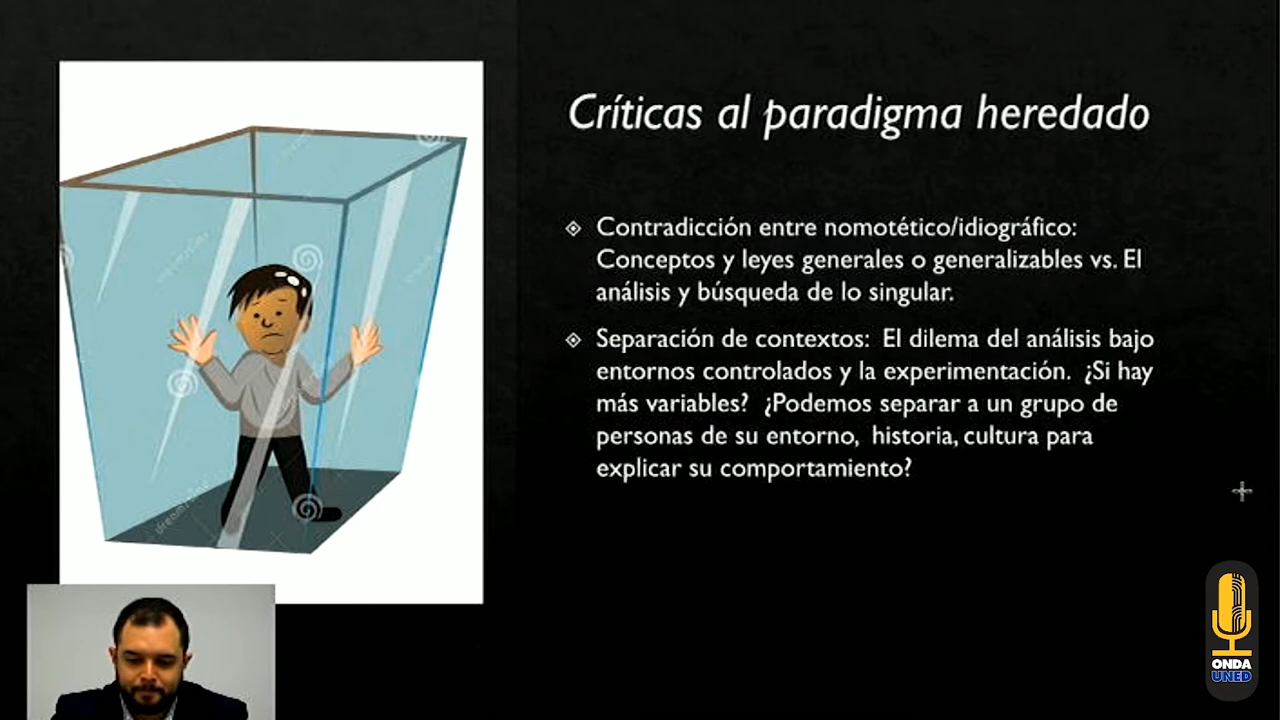 Críticas al paradigma heredado
Contradicción entre nomotético/idiográfico:
Conceptos y leyes generales o generalizables vs. El
análisis y búsqueda de lo singular.
Separación de contextos: El dilema del análisis bajo
entornos controlados y la experimentación. ¿Si hay
más variables? ¿Podemos separar a un grupo de
personas de su entorno, historia, cultura para
explicar su comportamiento?
ONDA
UNED